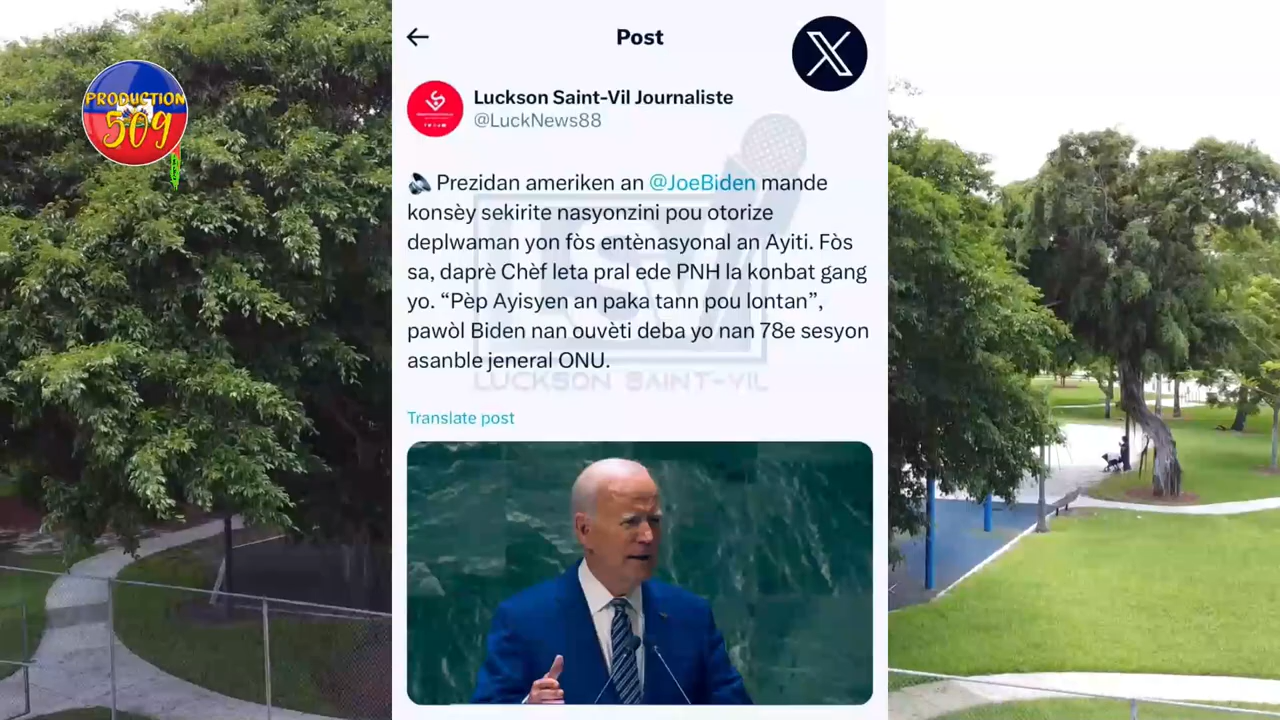 PRODUCTION
509
Post
Luckson Saint-Vil Journaliste
@LuckNews88
Prezidan ameriken an @JoeBiden mande
konsèy sekirite nasyonzini pou otorize
deplwaman yon fòs entènasyonal an Ayiti. Fòs
sa, daprè Chèf leta pral ede PNH la konbat gang
yo. “Pèp Ayisyen an paka tann pou lontan”,
pawòl Biden nan ouvèti deba yo nan 78e sesyon
asanble jeneral ONU.
LUCKSON SAINT-VIL
Translate post